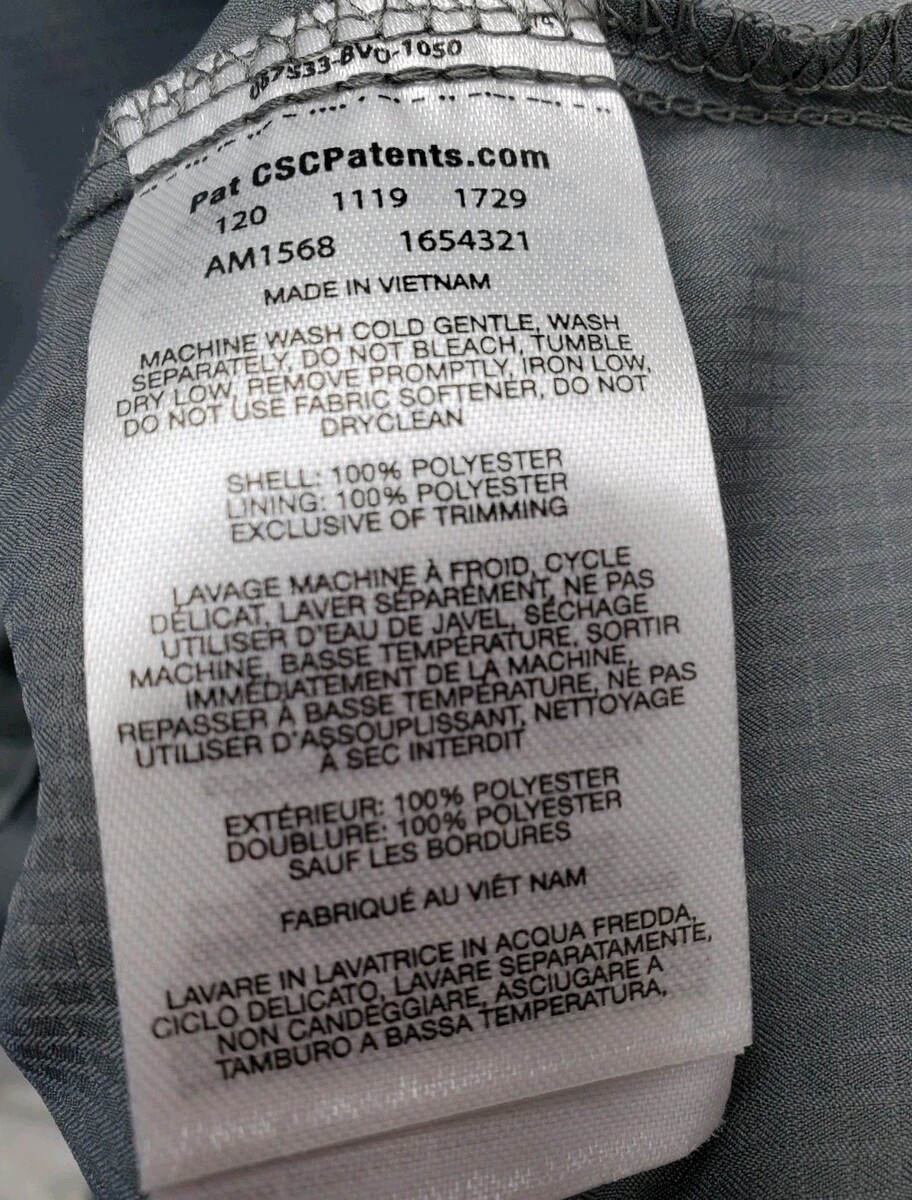 087533-BVO-1050
Pat CSCPatents.com
120 1119 1729
AM1568 1654321
MADE IN VIETNAM
MACHINE WASH COLD GENTLE, WASH
SEPARATELY, DO NOT BLEACH, TUMBLE
DRY LOW, REMOVE PROMPTLY, IRON LOW,
DO NOT USE FABRIC SOFTENER, DO NOT
DRYCLEAN
SHELL: 100% POLYESTER
LINING: 100% POLYESTER
EXCLUSIVE OF TRIMMING
LAVAGE MACHINE À FROID, CYCLE
DÉLICAT, LAVER SÉPARÉMENT, NE PAS
UTILISER D'EAU DE JAVEL, SÉCHAGE
MACHINE, BASSE TEMPÉRATURE, SORTIR
IMMÉDIATEMENT DE LA MACHINE,
REPASSER À BASSE TEMPÉRATURE, NE PAS
UTILISER D'ASSOUPLISSANT, NETTOYAGE
À SEC INTERDIT
EXTÉRIEUR: 100% POLYESTER
DOUBLURE: 100% POLYESTER
SAUF LES BORDURES
FABRIQUÉ AU VIÊT NAM
LAVARE IN LAVATRICE IN ACQUA FREDDA,
CICLO DELICATO, LAVARE SEPARATAMENTE,
NON CANDEGGIARE, ASCIUGARE A
TAMBURO A BASSA TEMPERATURA,